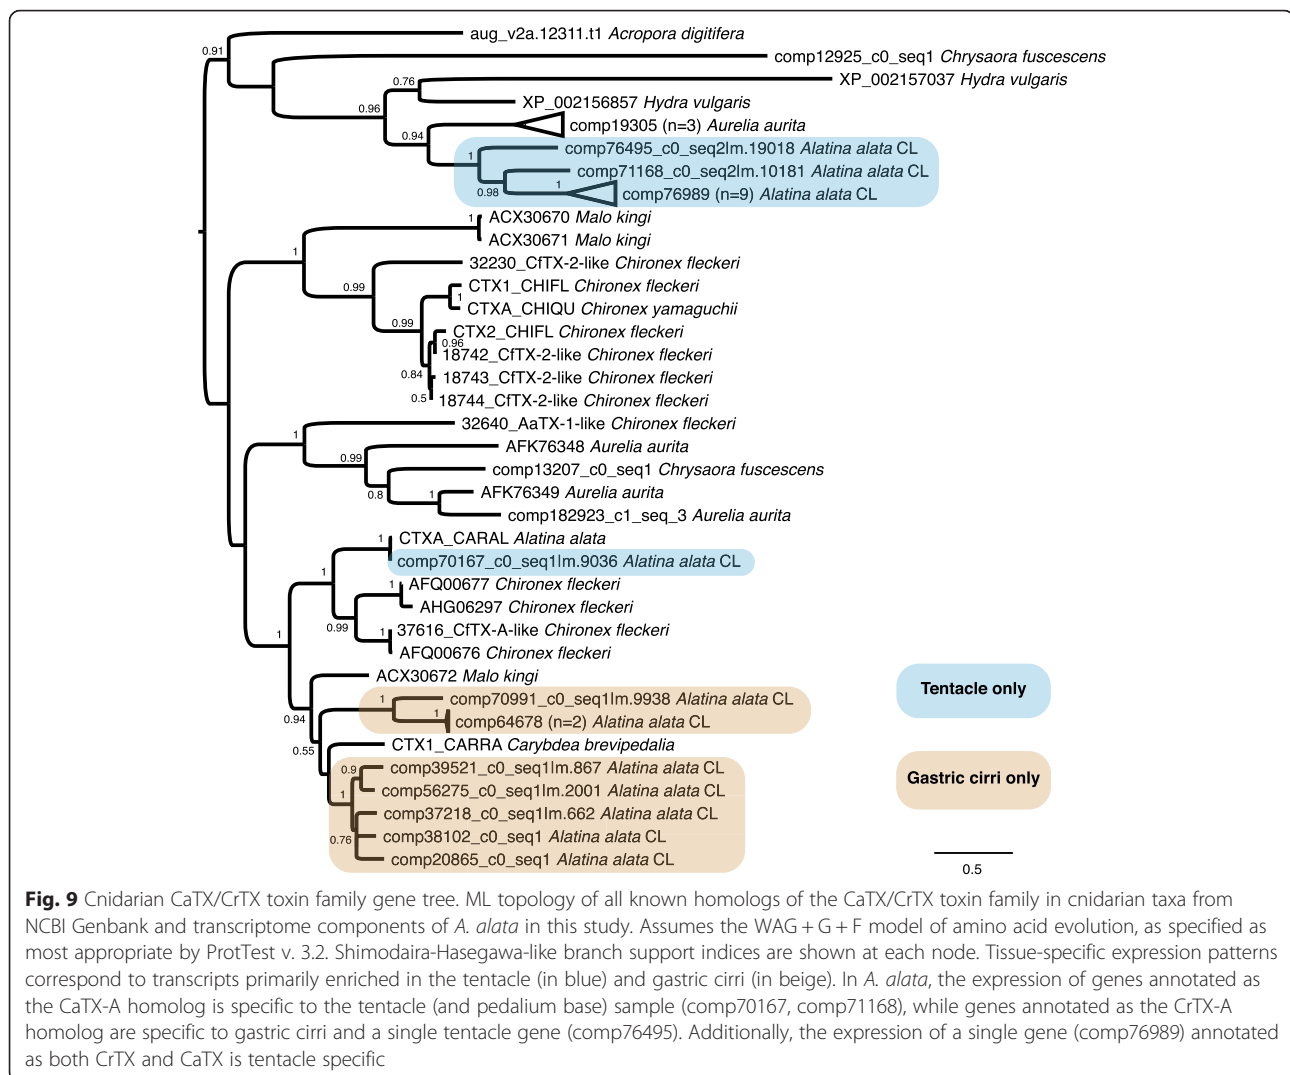 0.91
aug_v2a.12311.t1 Acropora digitifera
comp12925_c0_seq1 Chrysaora fuscescens
0.76
XP_002157037 Hydra vulgaris
0.96
XP_002156857 Hydra vulgaris
comp19305 (n=3) Aurelia aurita
0.94
comp76495_c0_seq2lm.19018 Alatina alata CL
1
comp71168_c0_seq2lm.10181 Alatina alata CL
0.98
1
comp76989 (n=9) Alatina alata CL
1
ACX30670 Malo kingi
ACX30671 Malo kingi
1
32230_CfTX-2-like Chironex fleckeri
0.99
CTX1_CHIFL Chironex fleckeri
1
CTXA_CHIQU Chironex yamaguchii
0.99
CTX2_CHIFL Chironex fleckeri
0.96
18742_CfTX-2-like Chironex fleckeri
0.84
18743_CfTX-2-like Chironex fleckeri
0.5
18744_CfTX-2-like Chironex fleckeri
32640_AaTX-1-like Chironex fleckeri
1
AFK76348 Aurelia aurita
0.99
comp13207_c0_seq1 Chrysaora fuscescens
0.8
1
AFK76349 Aurelia aurita
comp182923_c1_seq_3 Aurelia aurita
1
CTXA_CARAL Alatina alata
comp70167_c0_seq1lm.9036 Alatina alata CL
1
1
AFQ00677 Chironex fleckeri
AHG06297 Chironex fleckeri
0.99
1
37616_CfTX-A-like Chironex fleckeri
AFQ00676 Chironex fleckeri
1
ACX30672 Malo kingi
1
comp70991_c0_seq1lm.9938 Alatina alata CL
0.94
1
comp64678 (n=2) Alatina alata CL
0.55
CTX1_CARRA Carybdea brevipedalia
0.9
comp39521_c0_seq1lm.867 Alatina alata CL
1
comp56275_c0_seq1lm.2001 Alatina alata CL
comp37218_c0_seq1lm.662 Alatina alata CL
0.76
comp38102_c0_seq1 Alatina alata CL
comp20865_c0_seq1 Alatina alata CL
Tentacle only
Gastric cirri only
0.5
Fig. 9 Cnidarian CaTX/CrTX toxin family gene tree. ML topology of all known homologs of the CaTX/CrTX toxin family in cnidarian taxa from
NCBI Genbank and transcriptome components of A. alata in this study. Assumes the WAG + G + F model of amino acid evolution, as specified as
most appropriate by ProtTest v. 3.2. Shimodaira-Hasegawa-like branch support indices are shown at each node. Tissue-specific expression patterns
correspond to transcripts primarily enriched in the tentacle (in blue) and gastric cirri (in beige). In A. alata, the expression of genes annotated as
the CaTX-A homolog is specific to the tentacle (and pedalium base) sample (comp70167, comp71168), while genes annotated as the CrTX-A
homolog are specific to gastric cirri and a single tentacle gene (comp76495). Additionally, the expression of a single gene (comp76989) annotated
as both CrTX and CaTX is tentacle specific